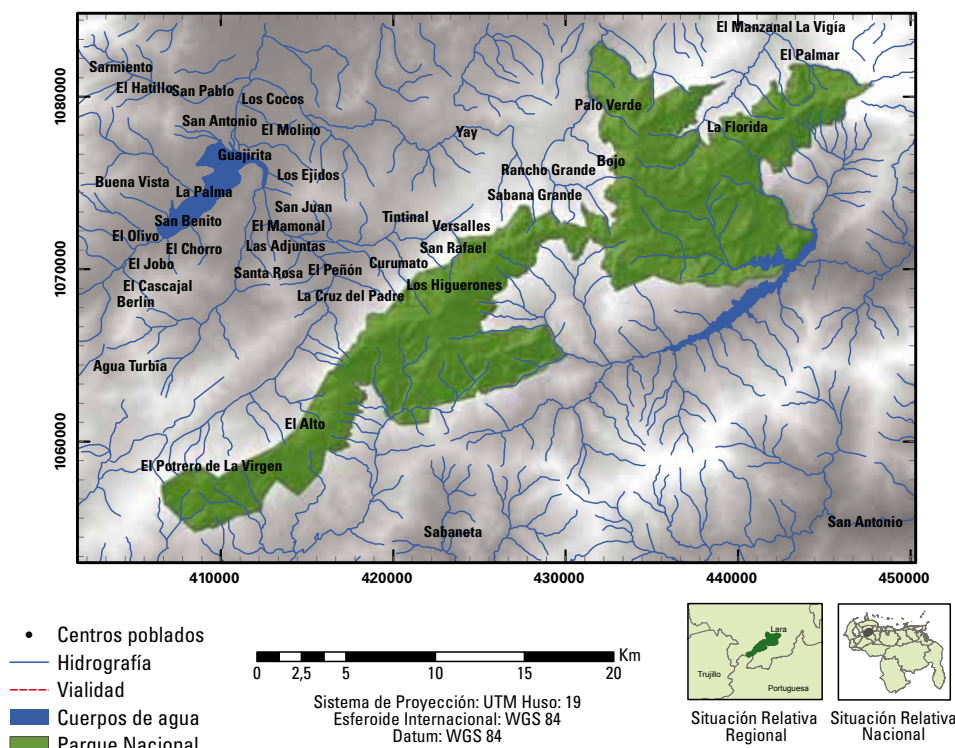 El Manzanal La Vigía
El Palmar
Sarmiento
El Hatillo
San Pablo
Los Cocos
Palo Verde
San Antonio
El Molino
Yay
La Florida
Guajirita
Bojo
Rancho Grande
Los Ejidos
Buena Vista
La Palma
Sabana Grande
San Juan
San Benito
El Mamonal
Tintinal
Versalles
El Olivo
El Chorro
Las Adjuntas
San Rafael
El Jobo
Santa Rosa
El Peñón
Curumato
El Cascajal
La Cruz del Padre
Los Higuerones
Berlin
Agua Turbia
El Alto
El Potrero de La Virgen
Sabaneta
San Antonio
1080000
1070000
1060000
410000
420000
430000
440000
450000
Centros poblados
Hidrografía
Vialidad
Cuerpos de agua
Parque Nacional
0 2,5 5 10 15 20 Km
Sistema de Proyección: UTM Huso: 19
Esferoide Internacional: WGS 84
Datum: WGS 84
Lara
Trujillo
Portuguesa
Situación Relativa
Regional
Situación Relativa
Nacional